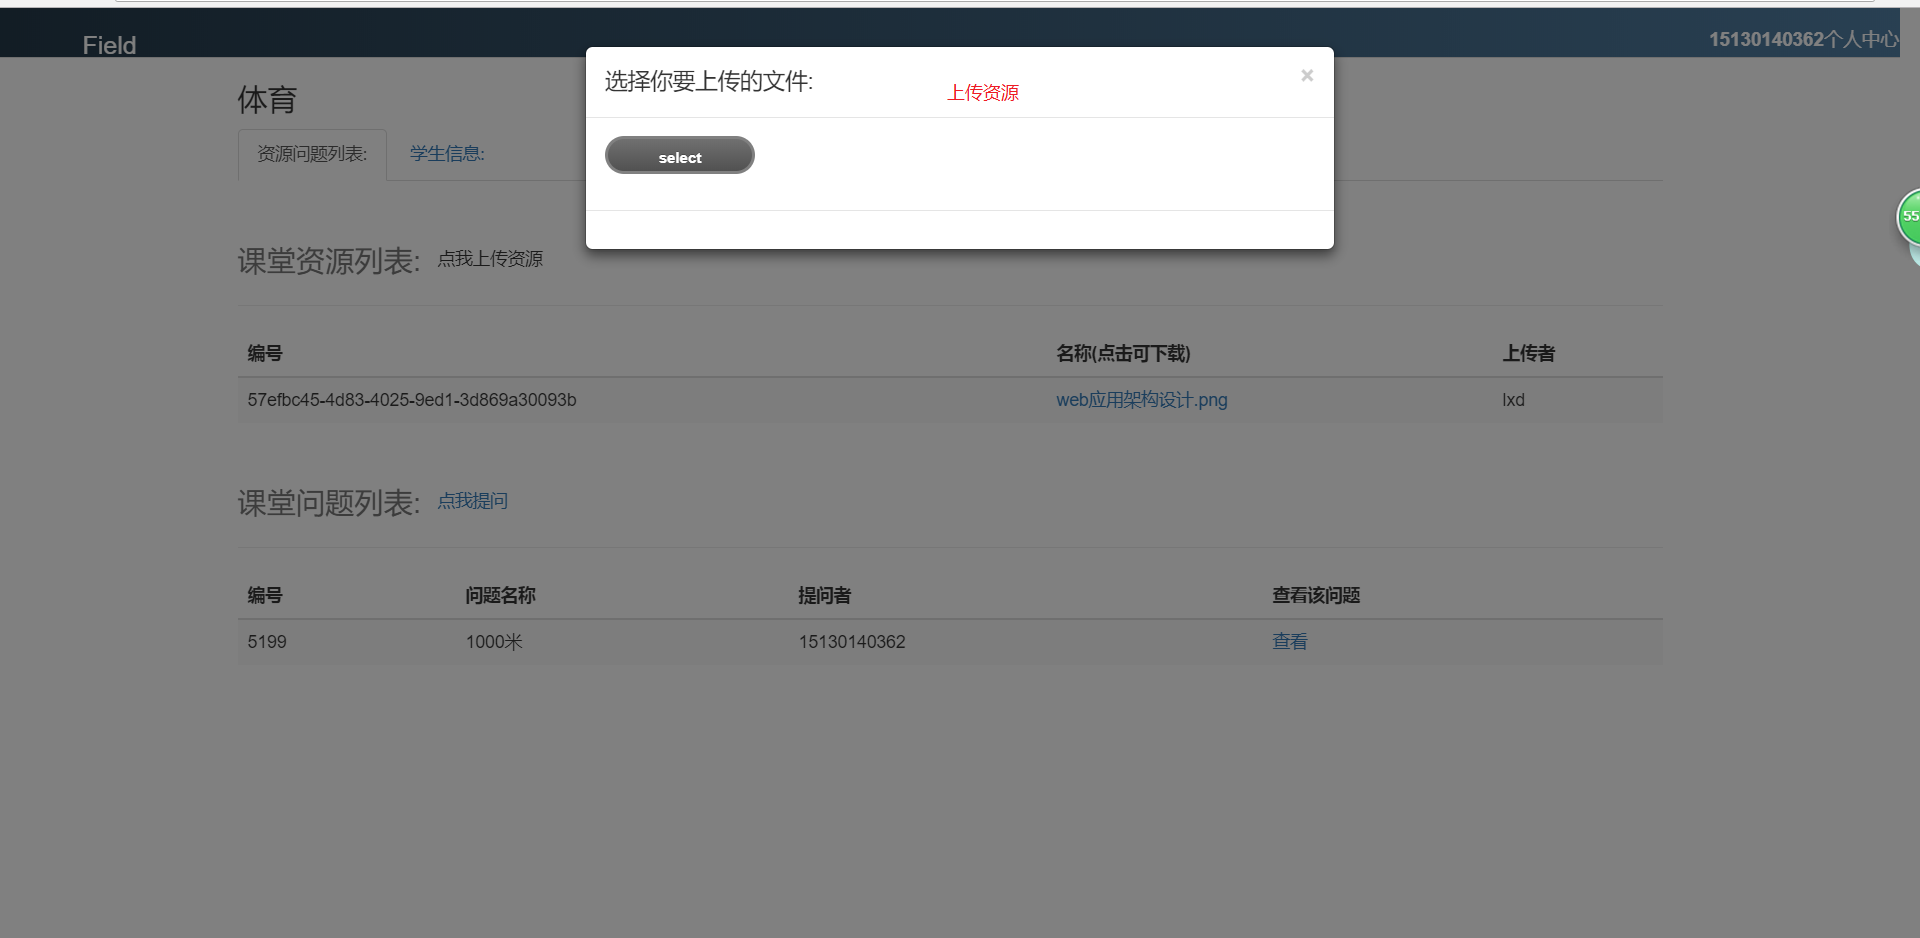 Field
15130140362个人中心
选择你要上传的文件:
上传资源
×
select
体育
资源问题列表:
学生信息:
课堂资源列表: 点我上传资源
编号 名称(点击可下载) 上传者
57efbc45-4d83-4025-9ed1-3d869a30093b web应用架构设计.png lxd
课堂问题列表: 点我提问
编号 问题名称 提问者 查看该问题
5199 1000米 15130140362 查看
55